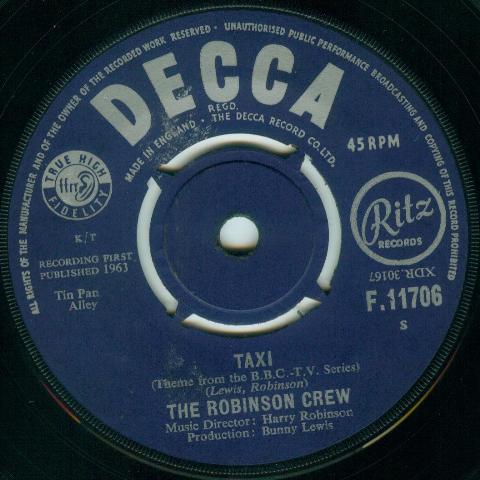 ALL RIGHTS OF THE MANUFACTURER AND OF THE OWNER OF THE RECORDED WORK RESERVED · UNAUTHORISED PUBLIC PERFORMANCE BROADCASTING AND COPYING OF THIS RECORD PROHIBITED
DECCA
REGD.
MADE IN ENGLAND · THE DECCA RECORD CO. LTD.
45 RPM
TRUE HIGH
ffrr
FIDELITY
Ritz
RECORDS
K/T
RECORDING FIRST
PUBLISHED 1963
XDR.30167
Tin Pan
Alley
F.11706
S
TAXI
(Theme from the B.B.C.-T.V. Series)
(Lewis, Robinson)
THE ROBINSON CREW
Music Director: Harry Robinson
Production: Bunny Lewis